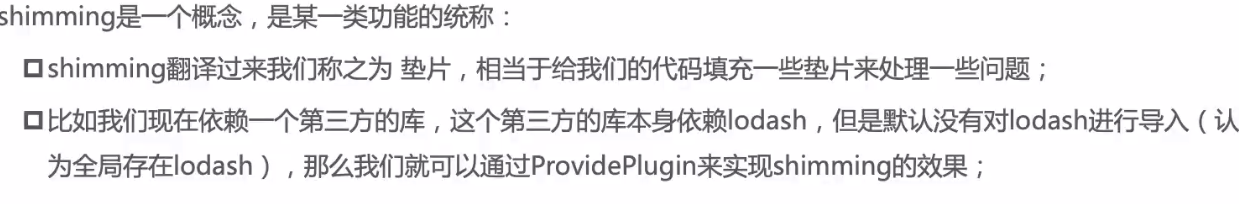 shimming是一个概念，是某一类功能的统称：
shimming翻译过来我们称之为 垫片，相当于给我们的代码填充一些垫片来处理一些问题；
比如我们现在依赖一个第三方的库，这个第三方的库本身依赖lodash，但是默认没有对lodash进行导入（认
为全局存在lodash），那么我们就可以通过ProvidePlugin来实现shimming的效果；